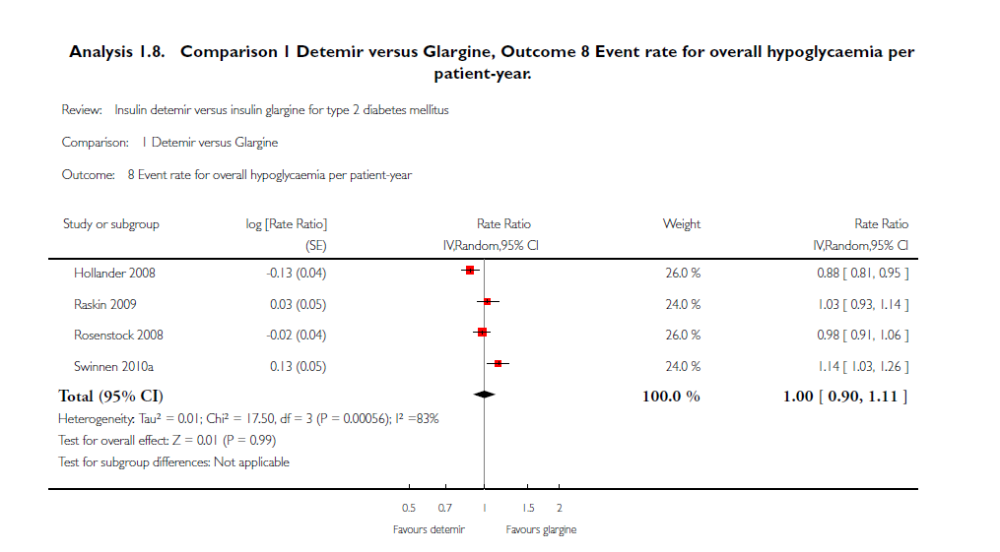 Analysis 1.8. Comparison 1 Detemir versus Glargine, Outcome 8 Event rate for overall hypoglycaemia per
patient-year.
Review: Insulin detemir versus insulin glargine for type 2 diabetes mellitus
Comparison: 1 Detemir versus Glargine
Outcome: 8 Event rate for overall hypoglycaemia per patient-year
Study or subgroup log [Rate Ratio] Rate Ratio Weight Rate Ratio
(SE) IV,Random,95% CI IV,Random,95% CI
Hollander 2008 -0.13 (0.04) 26.0 % 0.88 [ 0.81, 0.95 ]
Raskin 2009 0.03 (0.05) 24.0 % 1.03 [ 0.93, 1.14 ]
Rosenstock 2008 -0.02 (0.04) 26.0 % 0.98 [ 0.91, 1.06 ]
Swinnen 2010a 0.13 (0.05) 24.0 % 1.14 [ 1.03, 1.26 ]
Total (95% CI) 100.0 % 1.00 [ 0.90, 1.11 ]
Heterogeneity: Tau² = 0.01; Chi² = 17.50, df = 3 (P = 0.00056); I² =83%
Test for overall effect: Z = 0.01 (P = 0.99)
Test for subgroup differences: Not applicable
0.5 0.7 1 1.5 2
Favours detemir Favours glargine